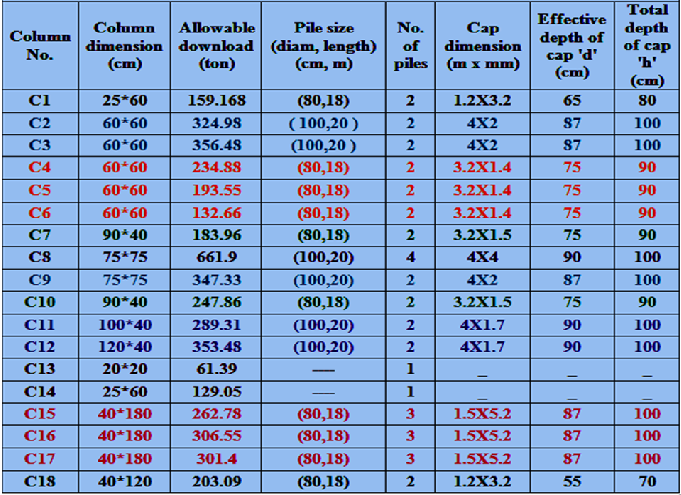 Column No. | Column dimension (cm) | Allowable download (ton) | Pile size (diam, length) (cm, m) | No. of piles | Cap dimension (m x mm) | Effective depth of cap 'd' (cm) | Total depth of cap 'h' (cm)
C1 | 25*60 | 159.168 | (80,18) | 2 | 1.2X3.2 | 65 | 80
C2 | 60*60 | 324.98 | ( 100,20 ) | 2 | 4X2 | 87 | 100
C3 | 60*60 | 356.48 | (100,20 ) | 2 | 4X2 | 87 | 100
C4 | 60*60 | 234.88 | (80,18) | 2 | 3.2X1.4 | 75 | 90
C5 | 60*60 | 193.55 | (80,18) | 2 | 3.2X1.4 | 75 | 90
C6 | 60*60 | 132.66 | (80,18) | 2 | 3.2X1.4 | 75 | 90
C7 | 90*40 | 183.96 | (80,18) | 2 | 3.2X1.5 | 75 | 90
C8 | 75*75 | 661.9 | (100,20) | 4 | 4X4 | 90 | 100
C9 | 75*75 | 347.33 | (100,20) | 2 | 4X2 | 87 | 100
C10 | 90*40 | 247.86 | (80,18) | 2 | 3.2X1.5 | 75 | 90
C11 | 100*40 | 289.31 | (100,20) | 2 | 4X1.7 | 90 | 100
C12 | 120*40 | 353.48 | (100,20) | 2 | 4X1.7 | 90 | 100
C13 | 20*20 | 61.39 | ---- | 1 | _ | _ | _
C14 | 25*60 | 129.05 | ---- | 1 | _ | _ | _
C15 | 40*180 | 262.78 | (80,18) | 3 | 1.5X5.2 | 87 | 100
C16 | 40*180 | 306.55 | (80,18) | 3 | 1.5X5.2 | 87 | 100
C17 | 40*180 | 301.4 | (80,18) | 3 | 1.5X5.2 | 87 | 100
C18 | 40*120 | 203.09 | (80,18) | 2 | 1.2X3.2 | 55 | 70